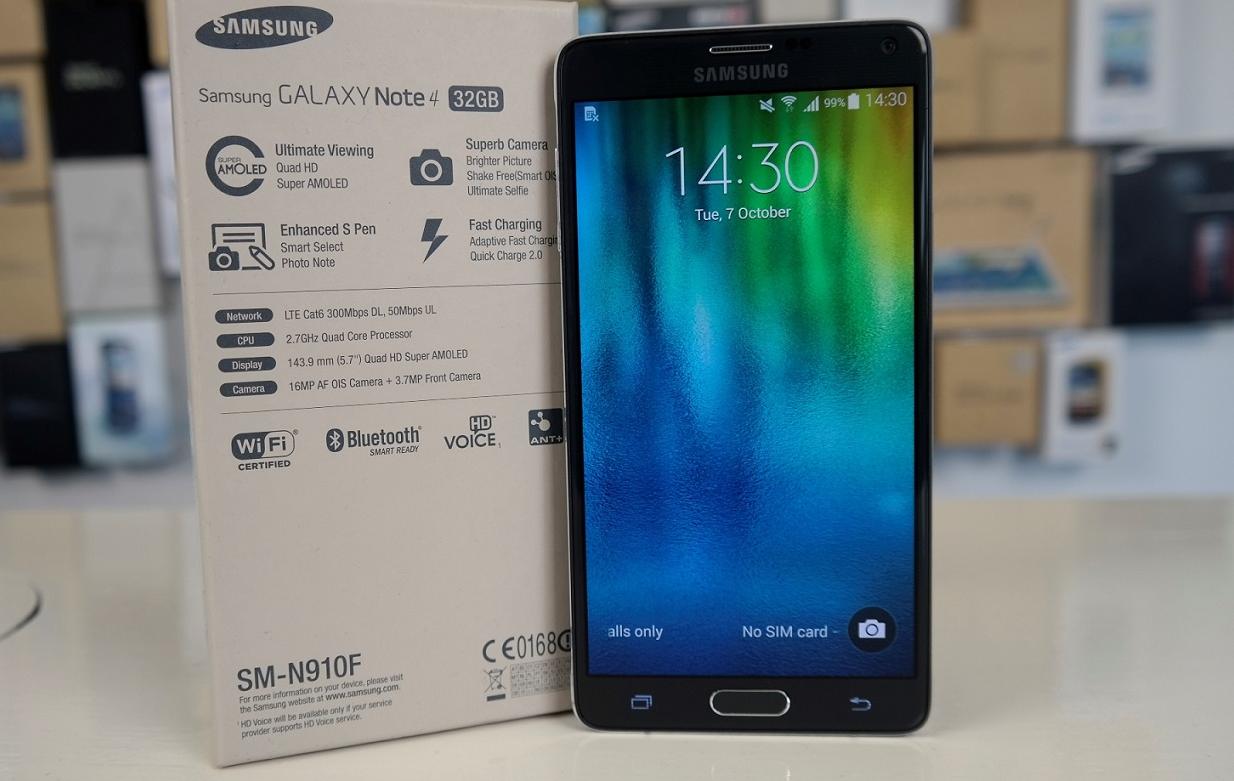 SAMSUNG
Samsung GALAXY Note 4 32GB
SUPER
AMOLED
Ultimate Viewing
Quad HD
Super AMOLED
Superb Camera
Brighter Picture
Shake Free(Smart OIS
Ultimate Selfie
Enhanced S Pen
Smart Select
Photo Note
Fast Charging
Adaptive Fast Chargin
Quick Charge 2.0
Network LTE Cat6 300Mbps DL, 50Mbps UL
CPU 2.7GHz Quad Core Processor
Display 143.9 mm (5.7") Quad HD Super AMOLED
Camera 16MP AF OIS Camera + 3.7MP Front Camera
Wi Fi®
CERTIFIED
Bluetooth®
SMART READY
HD™
VOICE1
ANT+
CE0168
SM-N910F
For more information on your device, please visit
the Samsung website at www.samsung.com.
1 HD Voice will be available only if your service
provider supports HD Voice service.
SAMSUNG
99% 14:30
14:30
Tue, 7 October
alls only No SIM card -